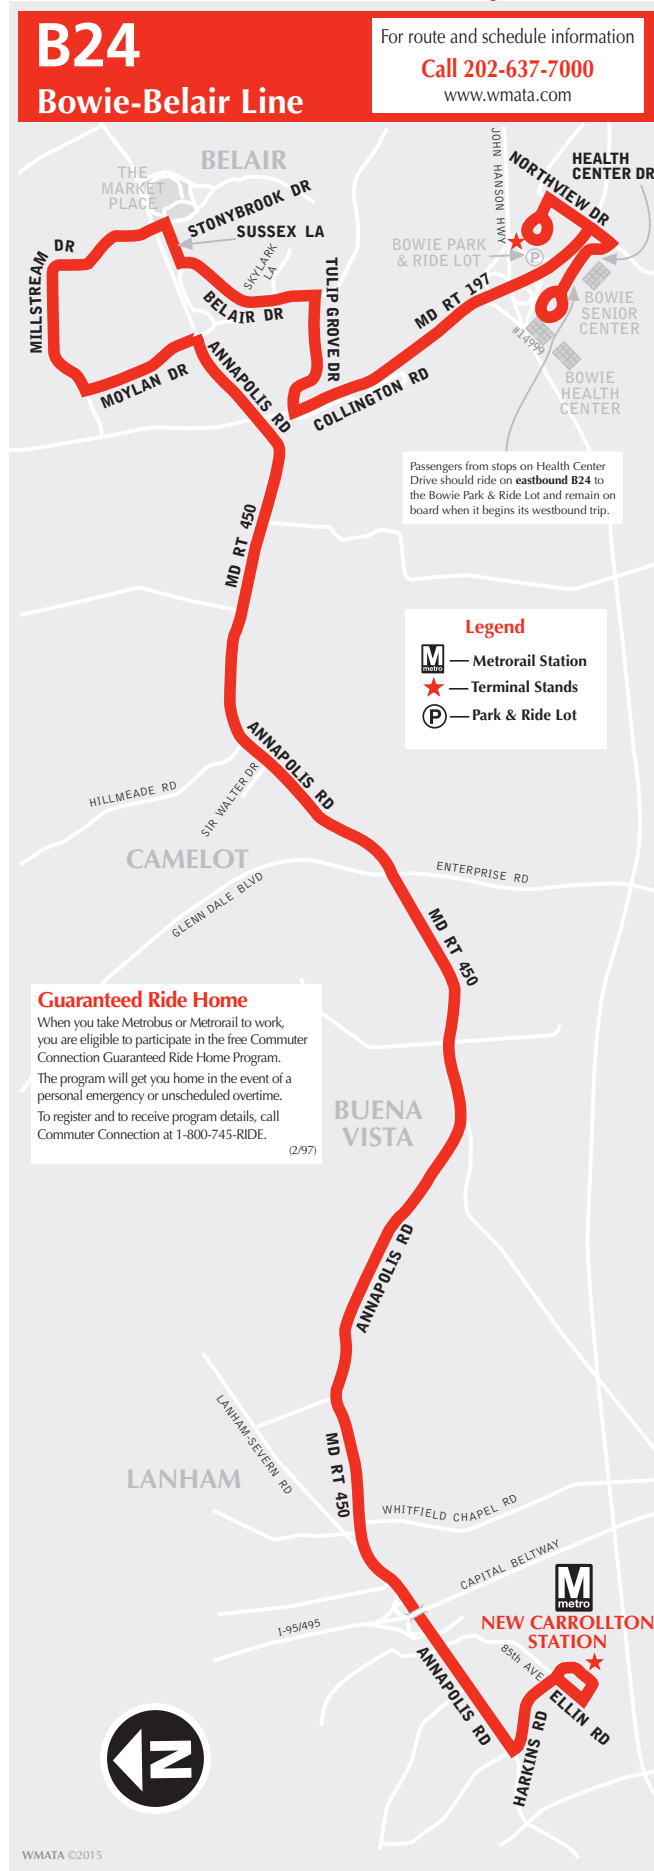 B24
Bowie-Belair Line
For route and schedule information
Call 202-637-7000
www.wmata.com
BELAIR
THE
MARKET
PLACE
STONYBROOK DR
SUSSEX LA
SKYLARK
LA
MILLSTREAM DR
BELAIR DR
TULIP GROVE DR
MOYLAN DR
ANNAPOLIS RD
JOHN HANSON HWY
NORTHVIEW DR
HEALTH
CENTER DR
BOWIE PARK
& RIDE LOT
P
MD RT 197
COLLINGTON RD
BOWIE
SENIOR
CENTER
#14999
BOWIE
HEALTH
CENTER
Passengers from stops on Health Center
Drive should ride on eastbound B24 to
the Bowie Park & Ride Lot and remain on
board when it begins its westbound trip.
MD RT 450
Legend
M
metro
— Metrorail Station
— Terminal Stands
P
— Park & Ride Lot
ANNAPOLIS RD
HILLMEADE RD
SIR WALTER DR
CAMELOT
GLENN DALE BLVD
ENTERPRISE RD
MD RT 450
Guaranteed Ride Home
When you take Metrobus or Metrorail to work,
you are eligible to participate in the free Commuter
Connection Guaranteed Ride Home Program.
The program will get you home in the event of a
personal emergency or unscheduled overtime.
To register and to receive program details, call
Commuter Connection at 1-800-745-RIDE.
(2/97)
BUENA
VISTA
ANNAPOLIS RD
LANHAM-SEVERN RD
LANHAM
MD RT 450
WHITFIELD CHAPEL RD
CAPITAL BELTWAY
I-95/495
M
metro
NEW CARROLLTON
STATION
85th AVE
ANNAPOLIS RD
ELLIN RD
HARKINS RD
N
WMATA ©2015